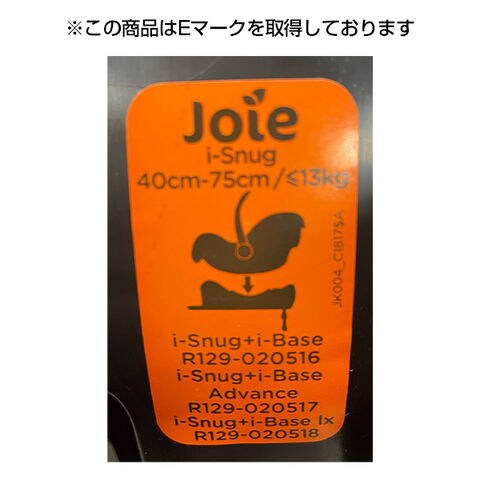 ※この商品はEマークを取得しております
Joie
i-Snug
40cm-75cm/≤13kg
JK004_C1817$A
i-Snug+i-Base
R129-020516
i-Snug+i-Base
Advance
R129-020517
i-Snug+i-Base lx
R129-020518